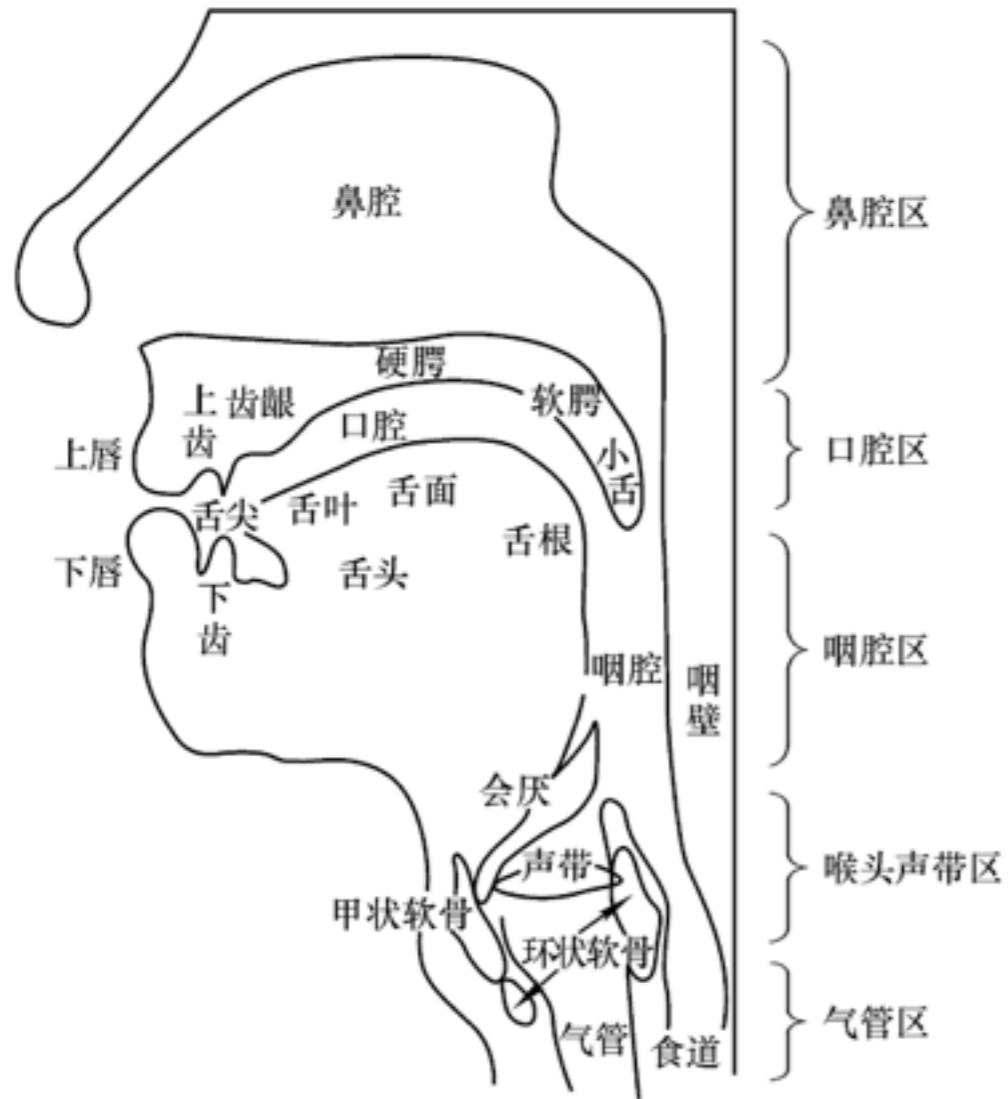 鼻腔
鼻腔区
硬腭
上齿
齿龈
软腭
口腔
小舌
上唇
口腔区
舌尖
舌叶
舌面
舌根
下唇
舌头
下齿
咽腔
咽壁
咽腔区
会厌
声带
喉头声带区
甲状软骨
环状软骨
气管
食道
气管区